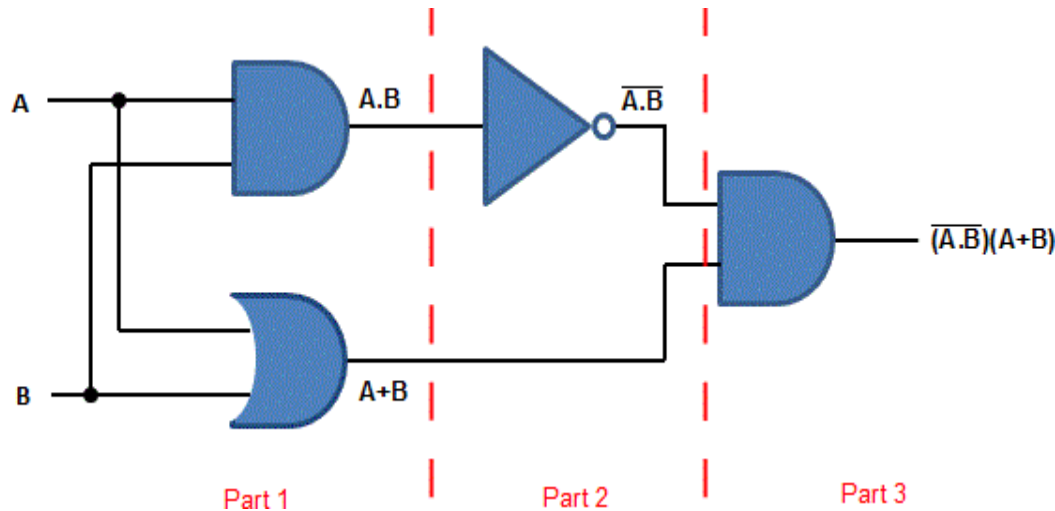 A
A.B
A.B̅
(A.B̅)(A+B)
B
A+B
Part 1
Part 2
Part 3